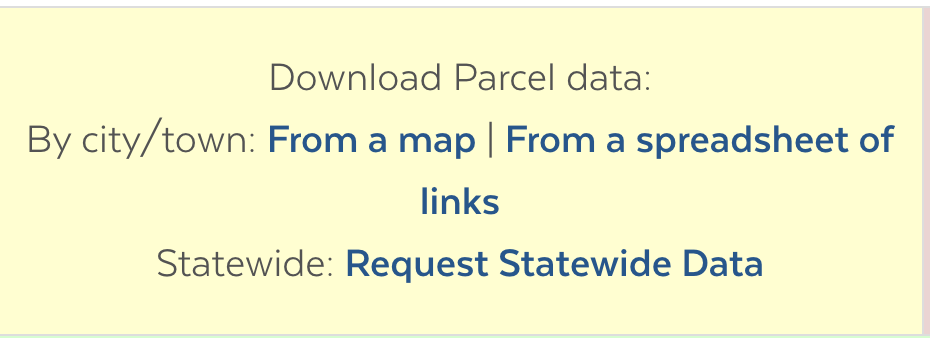 Download Parcel data:
By city/town: From a map | From a spreadsheet of
links
Statewide: Request Statewide Data